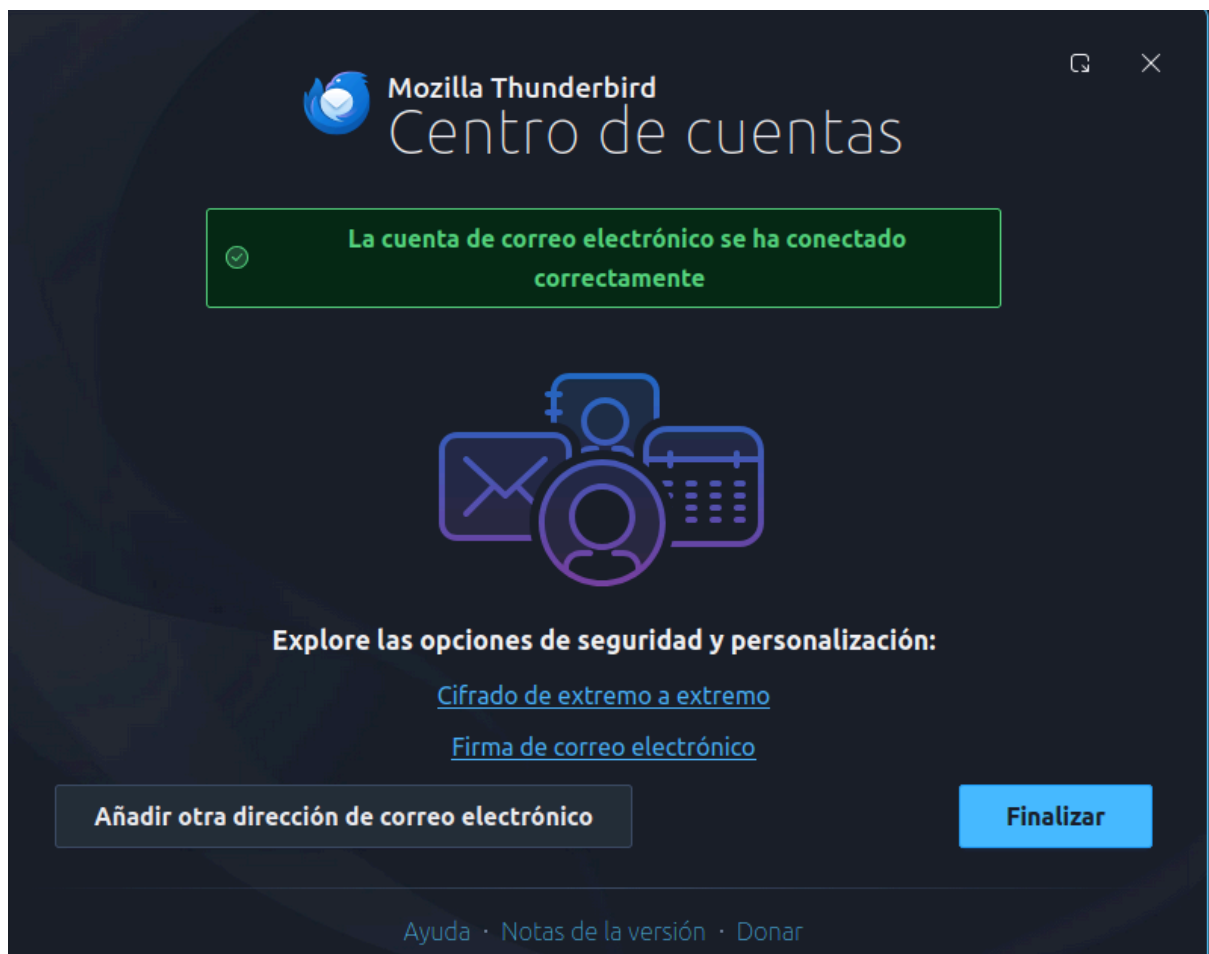 Mozilla Thunderbird
Centro de cuentas
La cuenta de correo electrónico se ha conectado
correctamente
Explore las opciones de seguridad y personalización:
Cifrado de extremo a extremo
Firma de correo electrónico
Añadir otra dirección de correo electrónico
Finalizar
Ayuda · Notas de la versión · Donar